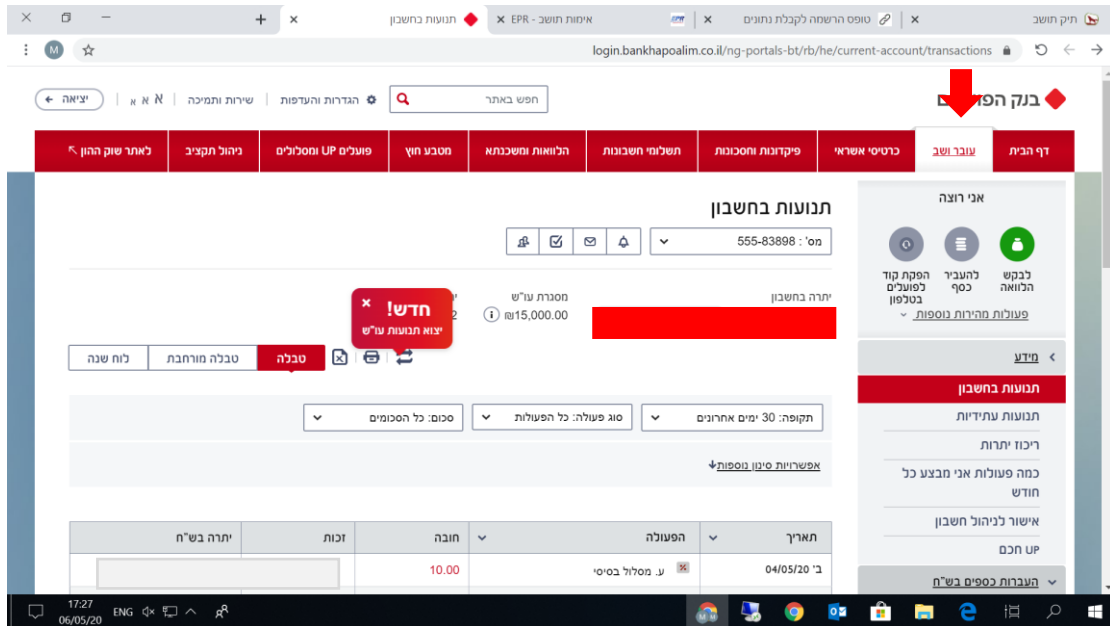 תיק תושב
טופס הרשמה לקבלת נתונים
אימות תושב - EPR
תנועות בחשבון
login.bankhapoalim.co.il/ng-portals-bt/rb/he/current-account/transactions
M
חפש באתר
הגדרות והעדפות
שירות ותמיכה
א א א
יציאה
דף הבית
עובר ושב
כרטיסי אשראי
פיקדונות וחסכונות
תשלומי חשבונות
הלוואות ומשכנתא
מטבע חוץ
פועלים UP ומסלולים
ניהול תקציב
לאתר שוק ההון
אני רוצה
לבקש הלוואה
להעביר כסף
הפקת קוד לפועלים בטלפון
פעולות מהירות נוספות
מידע
תנועות בחשבון
תנועות עתידיות
ריכוז יתרות
כמה פעולות אני מבצע כל
חודש
אישור לניהול חשבון
UP חכם
העברות כספים בש"ח
תנועות בחשבון
מס' : 555-83898
יתרה בחשבון
מסגרת עו"ש
₪15,000.00
חדש!
יצוא תנועות עו"ש
טבלה
טבלה מורחבת
לוח שנה
תקופה: 30 ימים אחרונים
סוג פעולה: כל הפעולות
סכום: כל הסכומים
אפשרויות סינון נוספות
תאריך הפעולה חובה זכות יתרה בש"ח
ב' 04/05/20 ע. מסלול בסיסי 10.00
17:27
ENG
06/05/20